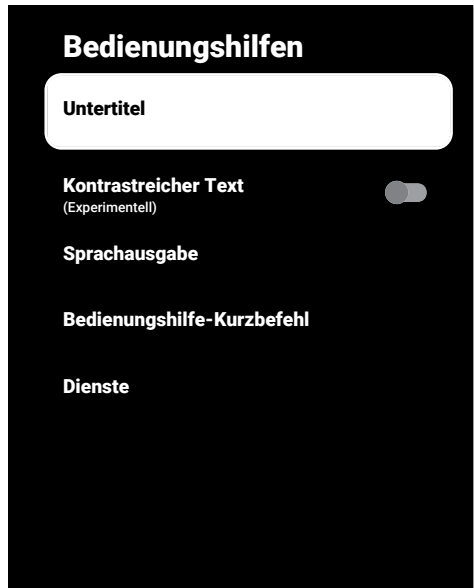 Bedienungshilfen
Untertitel
Kontrastreicher Text
(Experimentell)
Sprachausgabe
Bedienungshilfe-Kurzbefehl
Dienste